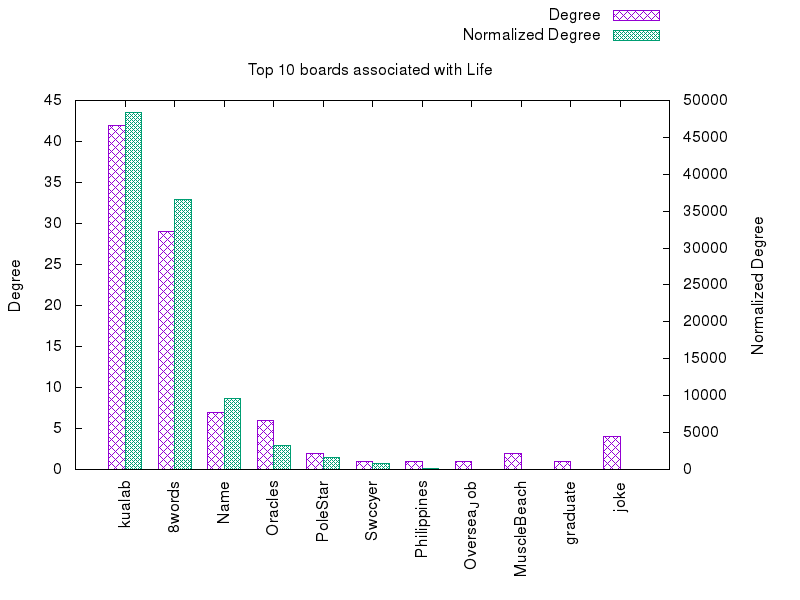 Degree
Normalized Degree
Top 10 boards associated with Life
45
40
35
30
25
20
15
10
5
0
50000
45000
40000
35000
30000
25000
20000
15000
10000
5000
0
Degree
Normalized Degree
kualab
8words
Name
Oracles
PoleStar
Swccyer
Philippines
OverseaJob
MuscleBeach
graduate
joke